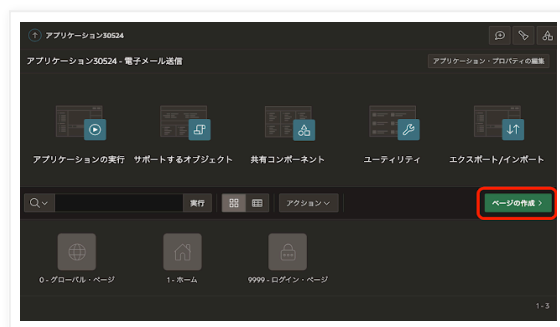 アプリケーション30524
アプリケーション30524 - 電子メール送信
アプリケーション・プロパティの編集
アプリケーションの実行 サポートするオブジェクト 共有コンポーネント ユーティリティ エクスポート/インポート
実行 アクション ページの作成
0 - グローバル・ページ 1 - ホーム 9999 - ログイン・ページ
1 - 3